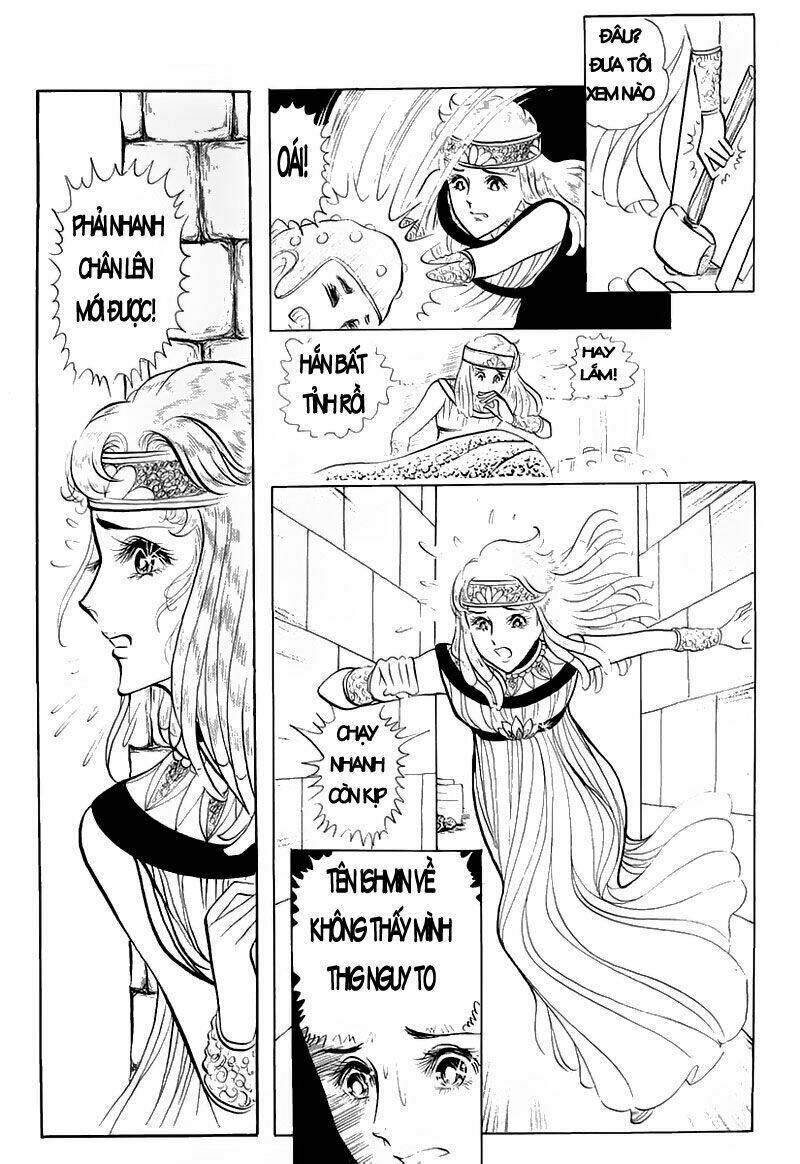 ĐÂU?
ĐƯA TÔI
XEM NÀO
OÁI!
HAY
LẮM!
HẮN BẤT
TỈNH RỒI
CHẠY
NHANH
CÒN KỊP
TÊN ISHMIN VỀ
KHÔNG THẤY MÌNH
THIG NGUY TO
PHẢI NHANH
CHÂN LÊN
MỚI ĐƯỢC!